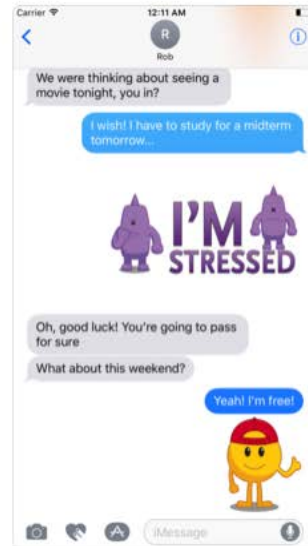 Carrier 12:11 AM
R
Rob
We were thinking about seeing a
movie tonight, you in?
I wish! I have to study for a midterm
tomorrow...
I'M
STRESSED
Oh, good luck! You're going to pass
for sure
What about this weekend?
Yeah! I'm free!
iMessage